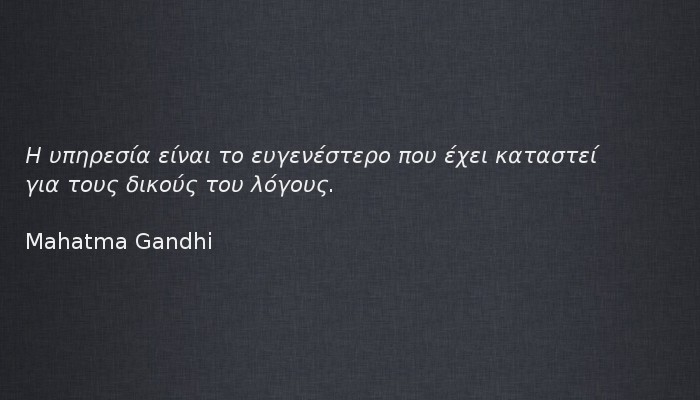 Η υπηρεσία είναι το ευγενέστερο που έχει καταστεί
για τους δικούς του λόγους.
Mahatma Gandhi